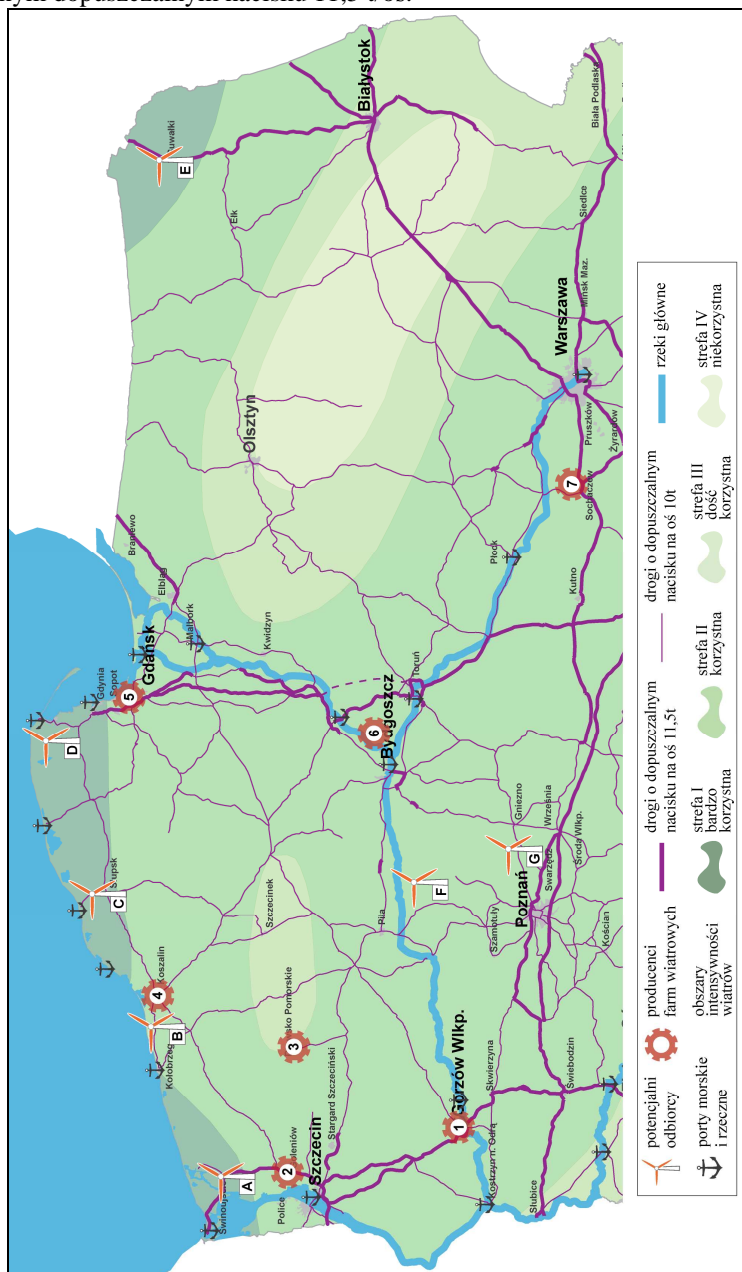 nym dopuszczalnym nacisku 11,5 t/oś.
Suwałki
E
Białystok
Ełk
Biała Podlaska
Siedlce
Mińsk Maz.
Warszawa
Pruszków
Żyrardów
Olsztyn
7
Sochaczew
Braniewo
Elbląg
Malbork
Gdańsk
Kwidzyn
Płock
Kutno
Gdynia
Sopot
5
D
Toruń
6
Bydgoszcz
Gniezno
Września
Słupsk
C
Szczecinek
Piła
F
G
Swarzędz
Środa Wlkp.
Poznań
Szamotuły
Kościan
Koszalin
4
B
Kołobrzeg
sko Pomorskie
3
Stargard Szczeciński
Gorzów Wlkp.
1
Skwierzyna
Świebodzin
A
2
oleniów
Szczecin
Police
Kostrzyn n. Odrą
Słubice
potencjalni
odbiorcy
producenci
farm wiatrowych
drogi o dopuszczalnym
nacisku na oś 11,5t
drogi o dopuszczalnym
nacisku na oś 10t
rzeki główne
porty morskie
i rzeczne
obszary
intensywności
wiatrów
strefa I
bardzo
korzystna
strefa II
korzystna
strefa III
dość
korzystna
strefa IV
niekorzystna